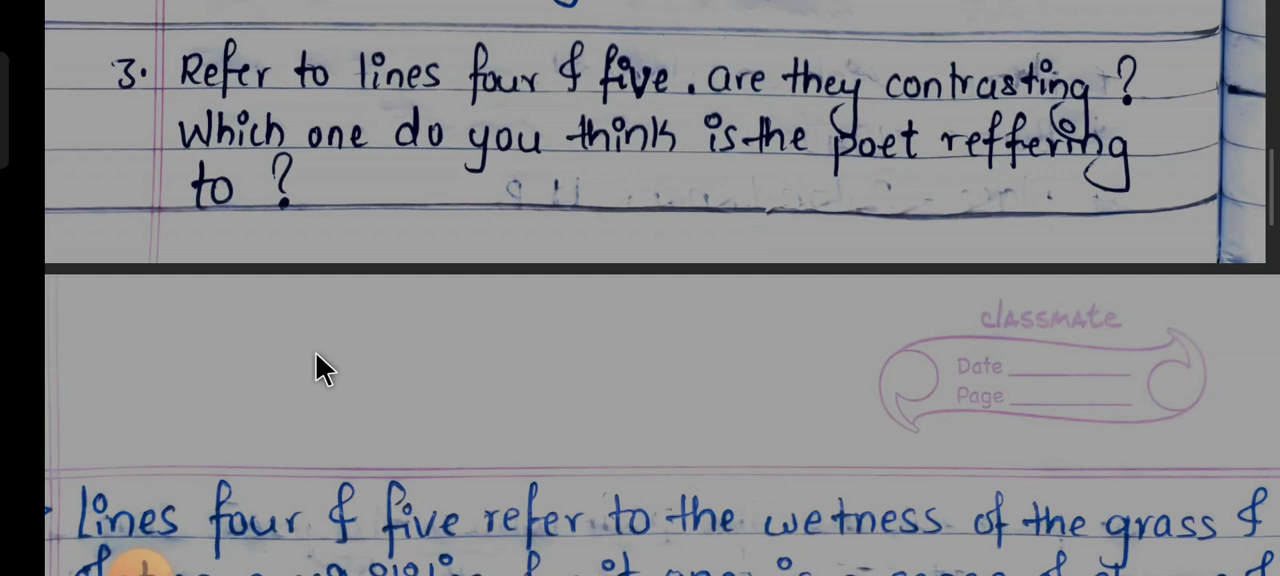 3. Refer to lines four & five. are they contrasting ?
Which one do you think is the poet reffering
to ?
classmate
Date
Page
lines four & five refer to the wetness of the grass &